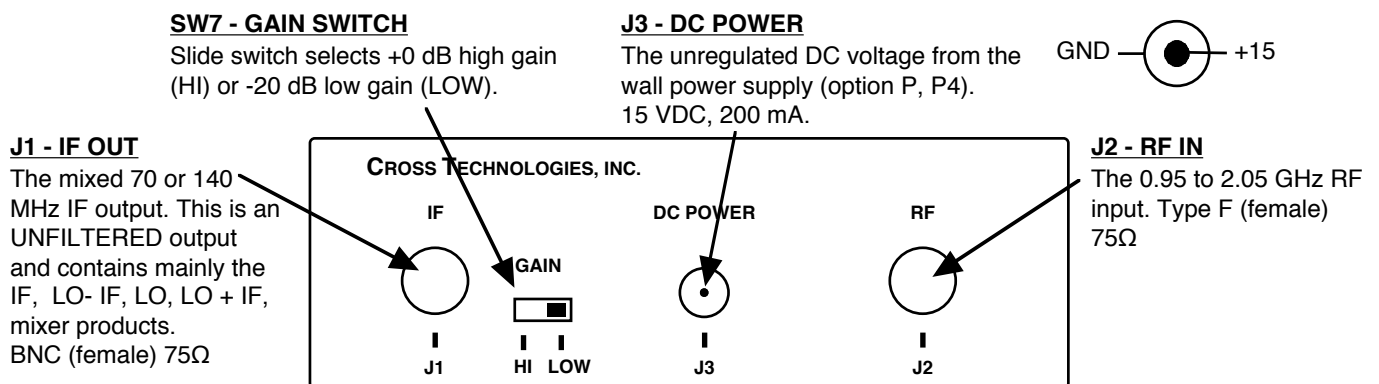 SW7 - GAIN SWITCH
Slide switch selects +0 dB high gain
(HI) or -20 dB low gain (LOW).
J3 - DC POWER
The unregulated DC voltage from the
wall power supply (option P, P4).
15 VDC, 200 mA.
GND
+15
J1 - IF OUT
The mixed 70 or 140
MHz IF output. This is an
UNFILTERED output
and contains mainly the
IF, LO- IF, LO, LO + IF,
mixer products.
BNC (female) 75Ω
CROSS TECHNOLOGIES, INC.
IF
DC POWER
RF
GAIN
J1
HI LOW
J3
J2
J2 - RF IN
The 0.95 to 2.05 GHz RF
input. Type F (female)
75Ω